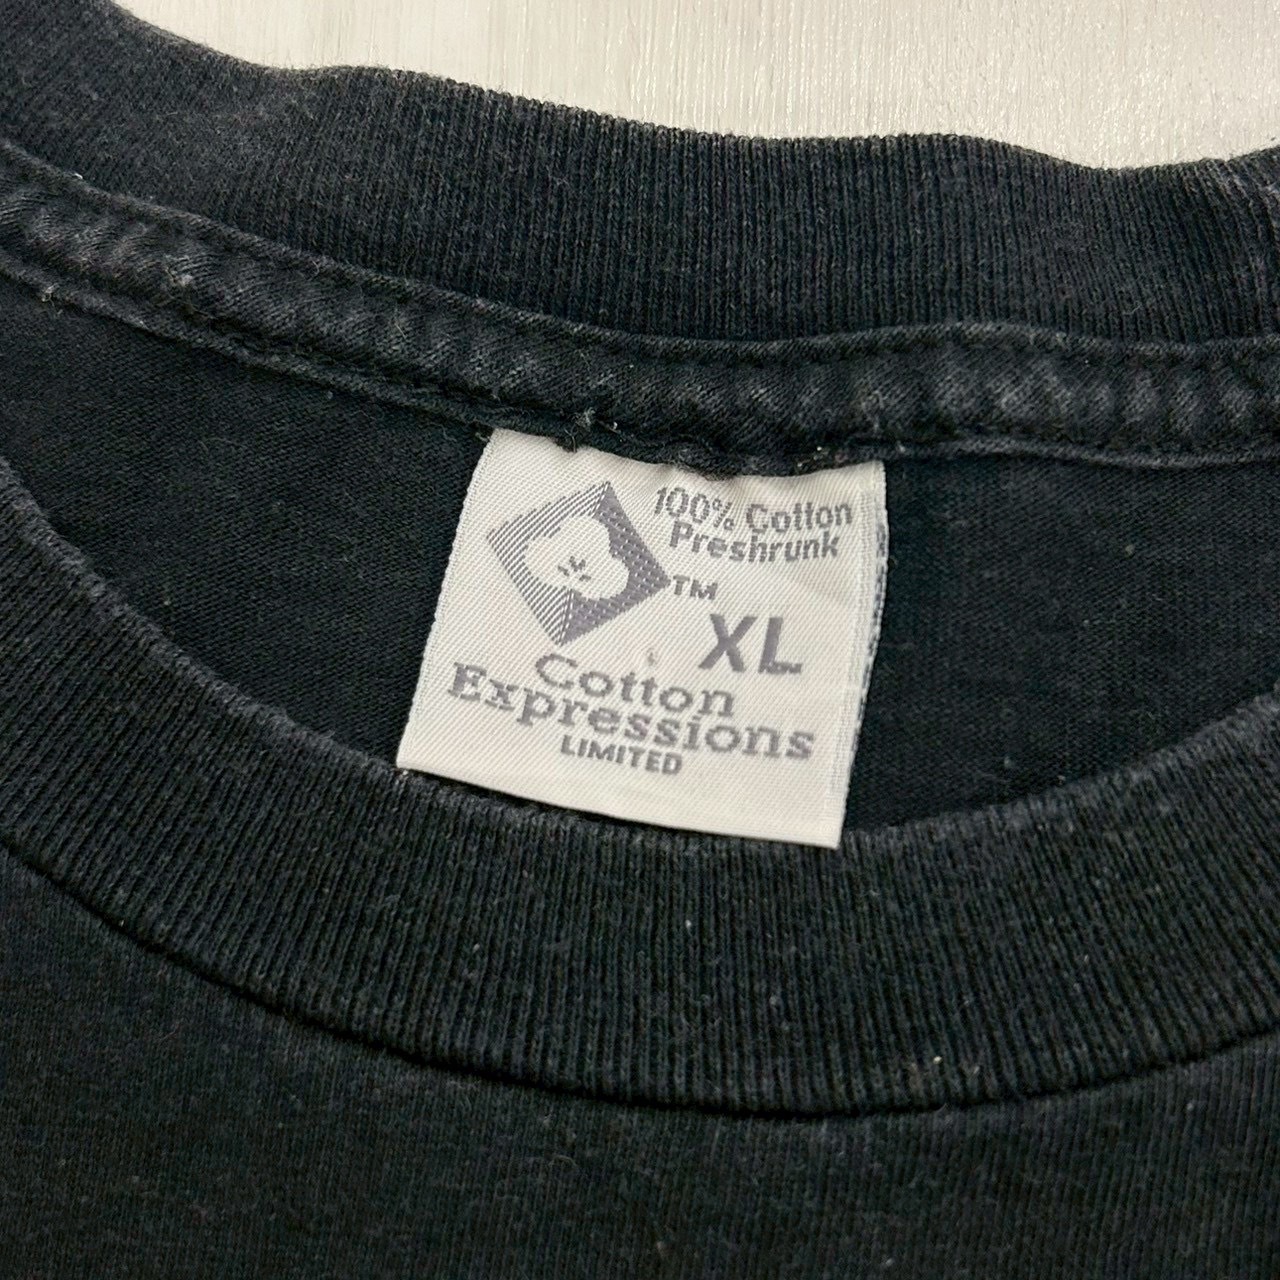 100% Cotton
Preshrunk
TM
XL
Cotton
Expressions
LIMITED